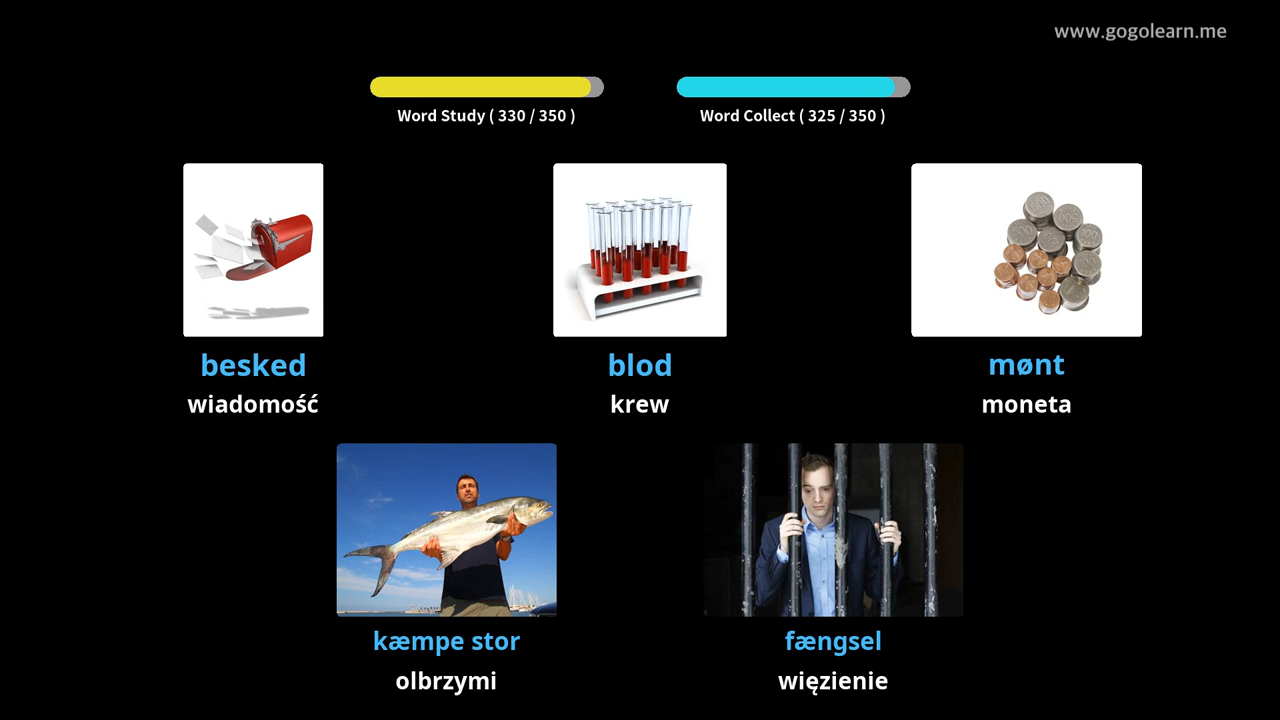 www.gogolearn.me
Word Study ( 330 / 350 )
Word Collect ( 325 / 350 )
besked
wiadomość
blod
krew
mønt
moneta
kæmpe stor
olbrzymi
fængsel
więzienie